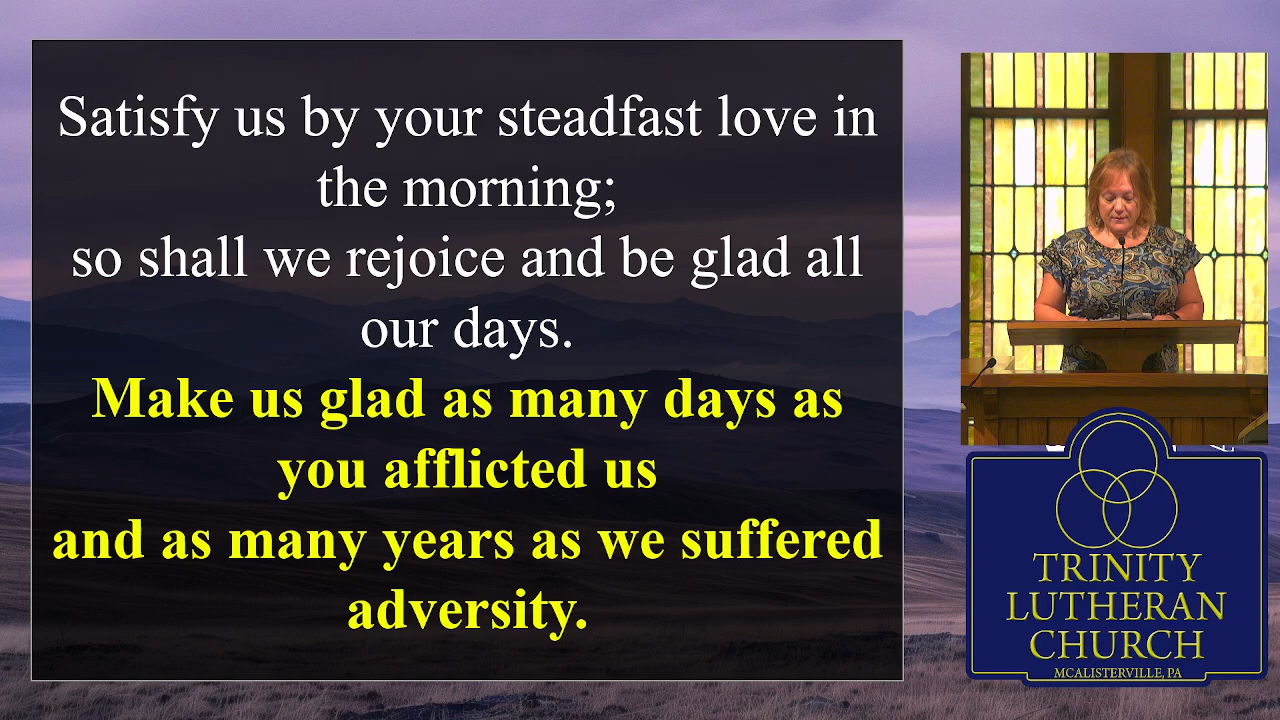 Satisfy us by your steadfast love in
the morning;
so shall we rejoice and be glad all
our days.
Make us glad as many days as
you afflicted us
and as many years as we suffered
adversity.
TRINITY
LUTHERAN
CHURCH
MCALISTERVILLE, PA